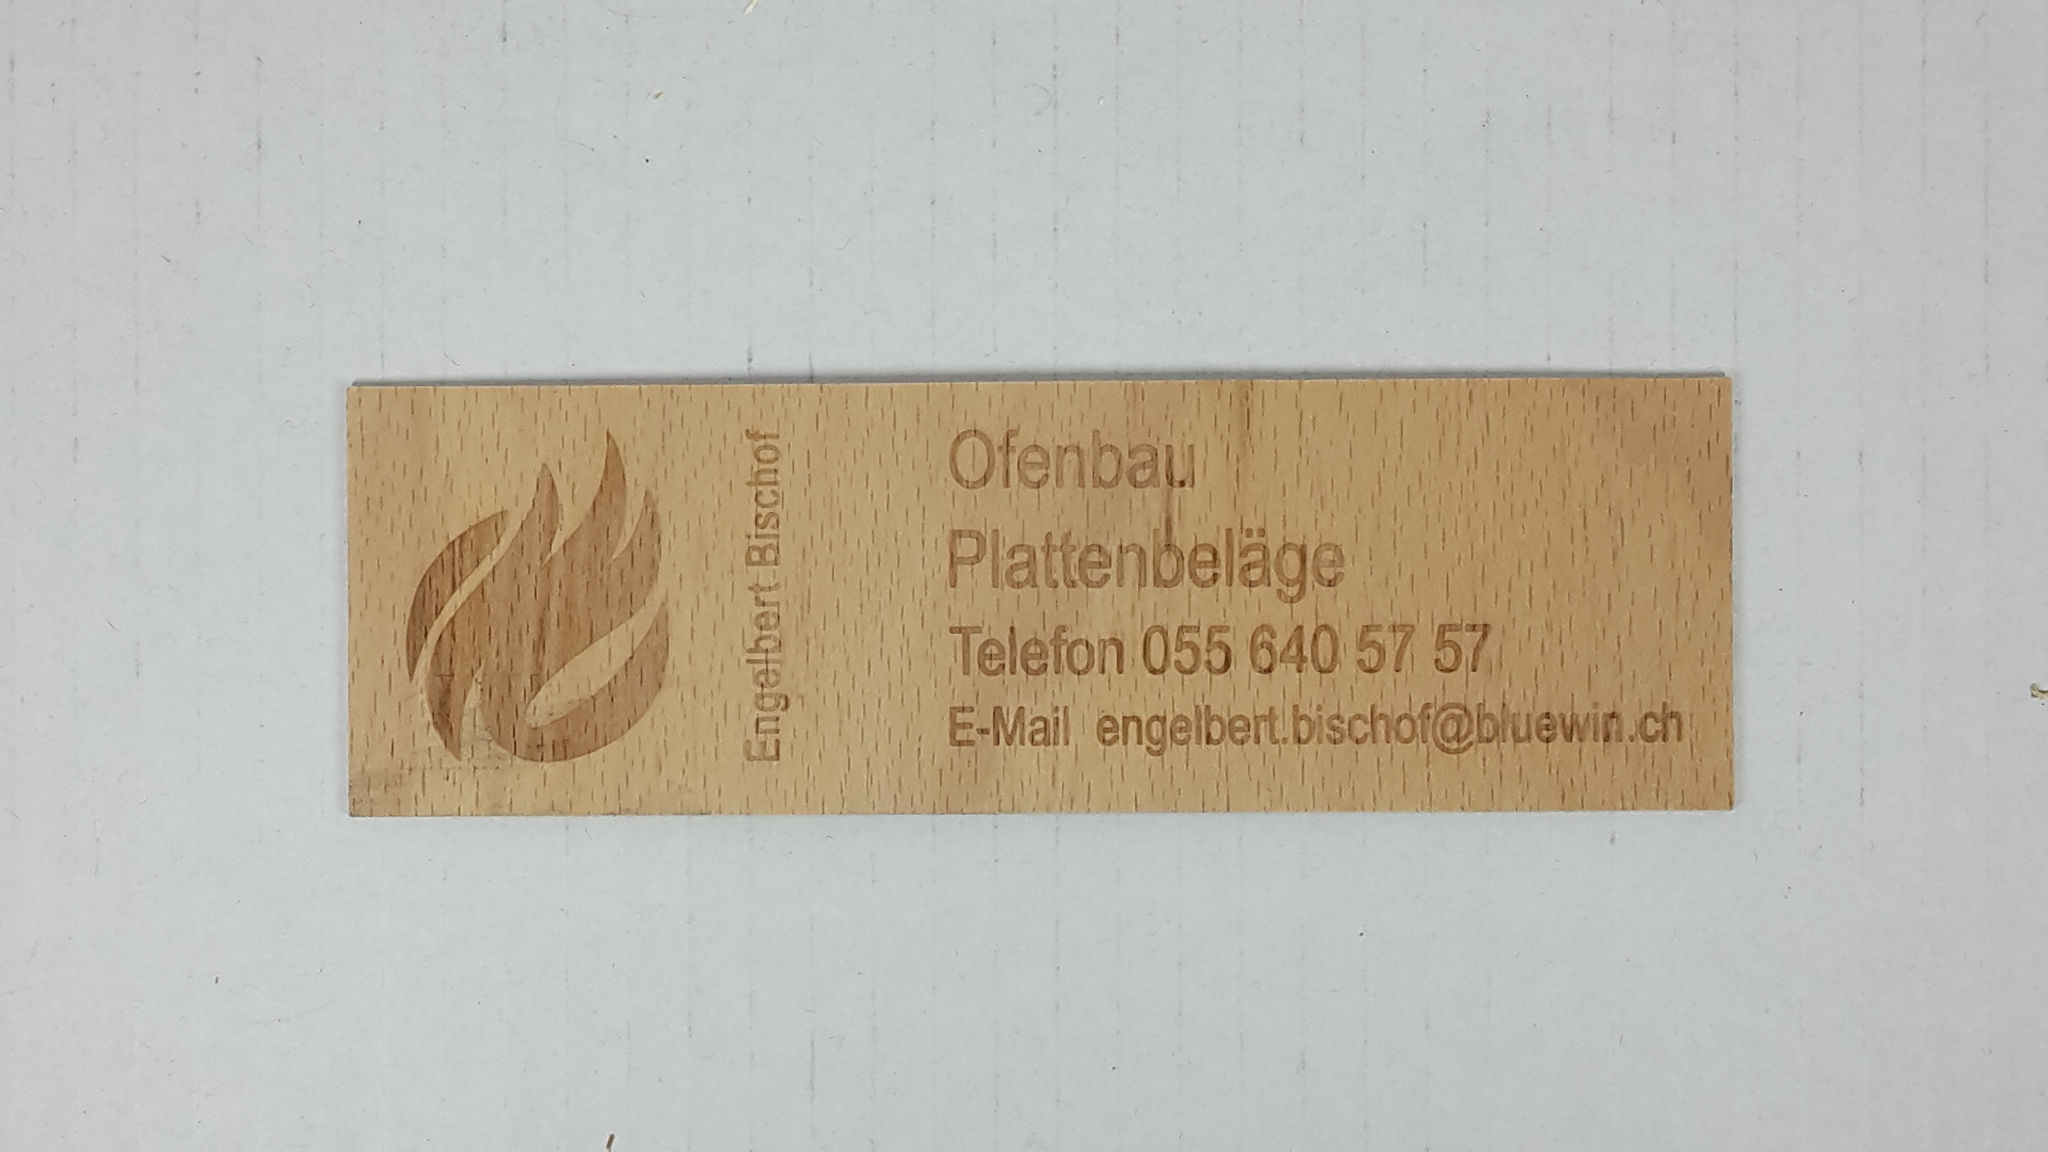 Engelbert Bischof
Ofenbau
Plattenbeläge
Telefon 055 640 57 57
E-Mail engelbert.bischof@bluewin.ch